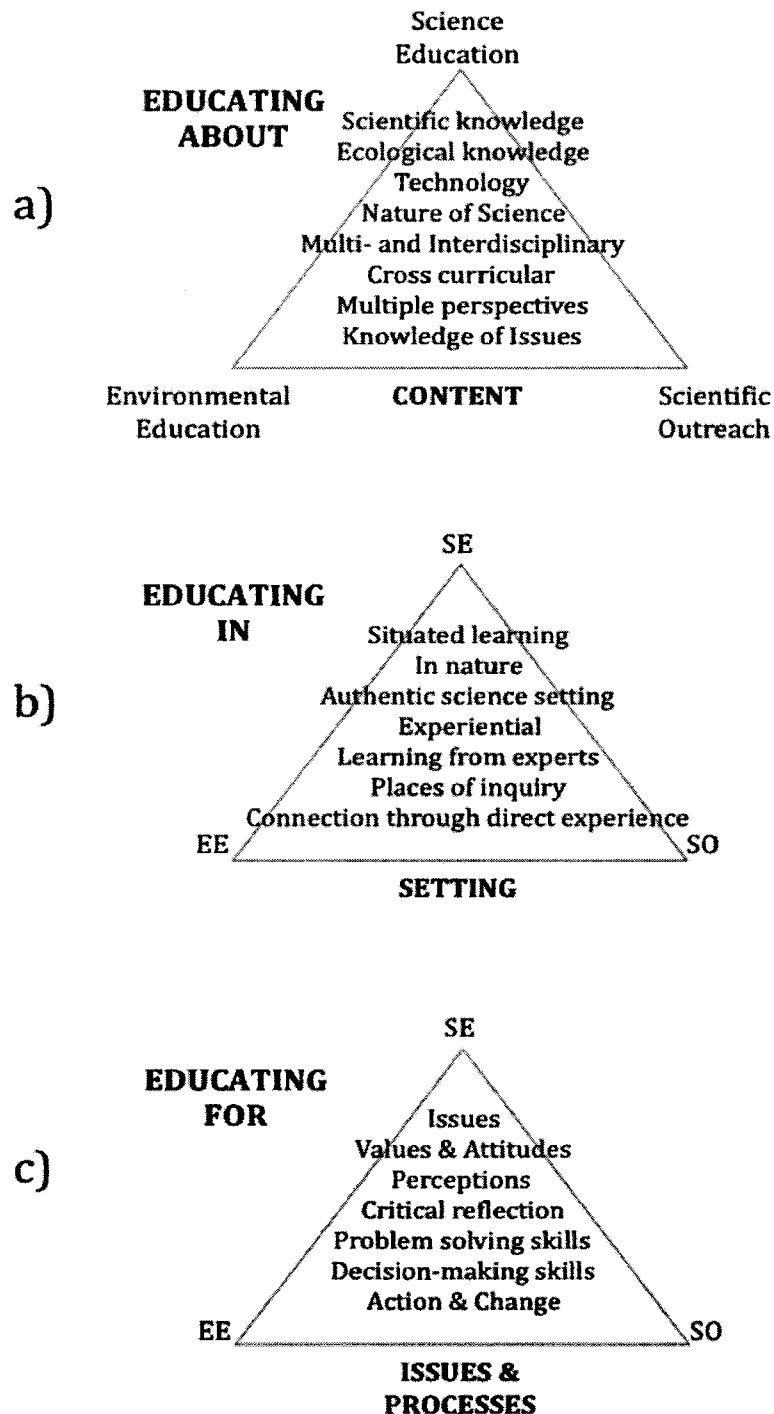 Science
Education
EDUCATING
ABOUT
a)
Scientific knowledge
Ecological knowledge
Technology
Nature of Science
Multi- and Interdisciplinary
Cross curricular
Multiple perspectives
Knowledge of Issues
Environmental
Education
CONTENT
Scientific
Outreach
SE
EDUCATING
IN
b)
Situated learning
In nature
Authentic science setting
Experiential
Learning from experts
Places of inquiry
Connection through direct experience
EE
SO
SETTING
SE
EDUCATING
FOR
c)
Issues
Values & Attitudes
Perceptions
Critical reflection
Problem solving skills
Decision-making skills
Action & Change
EE
SO
ISSUES &
PROCESSES